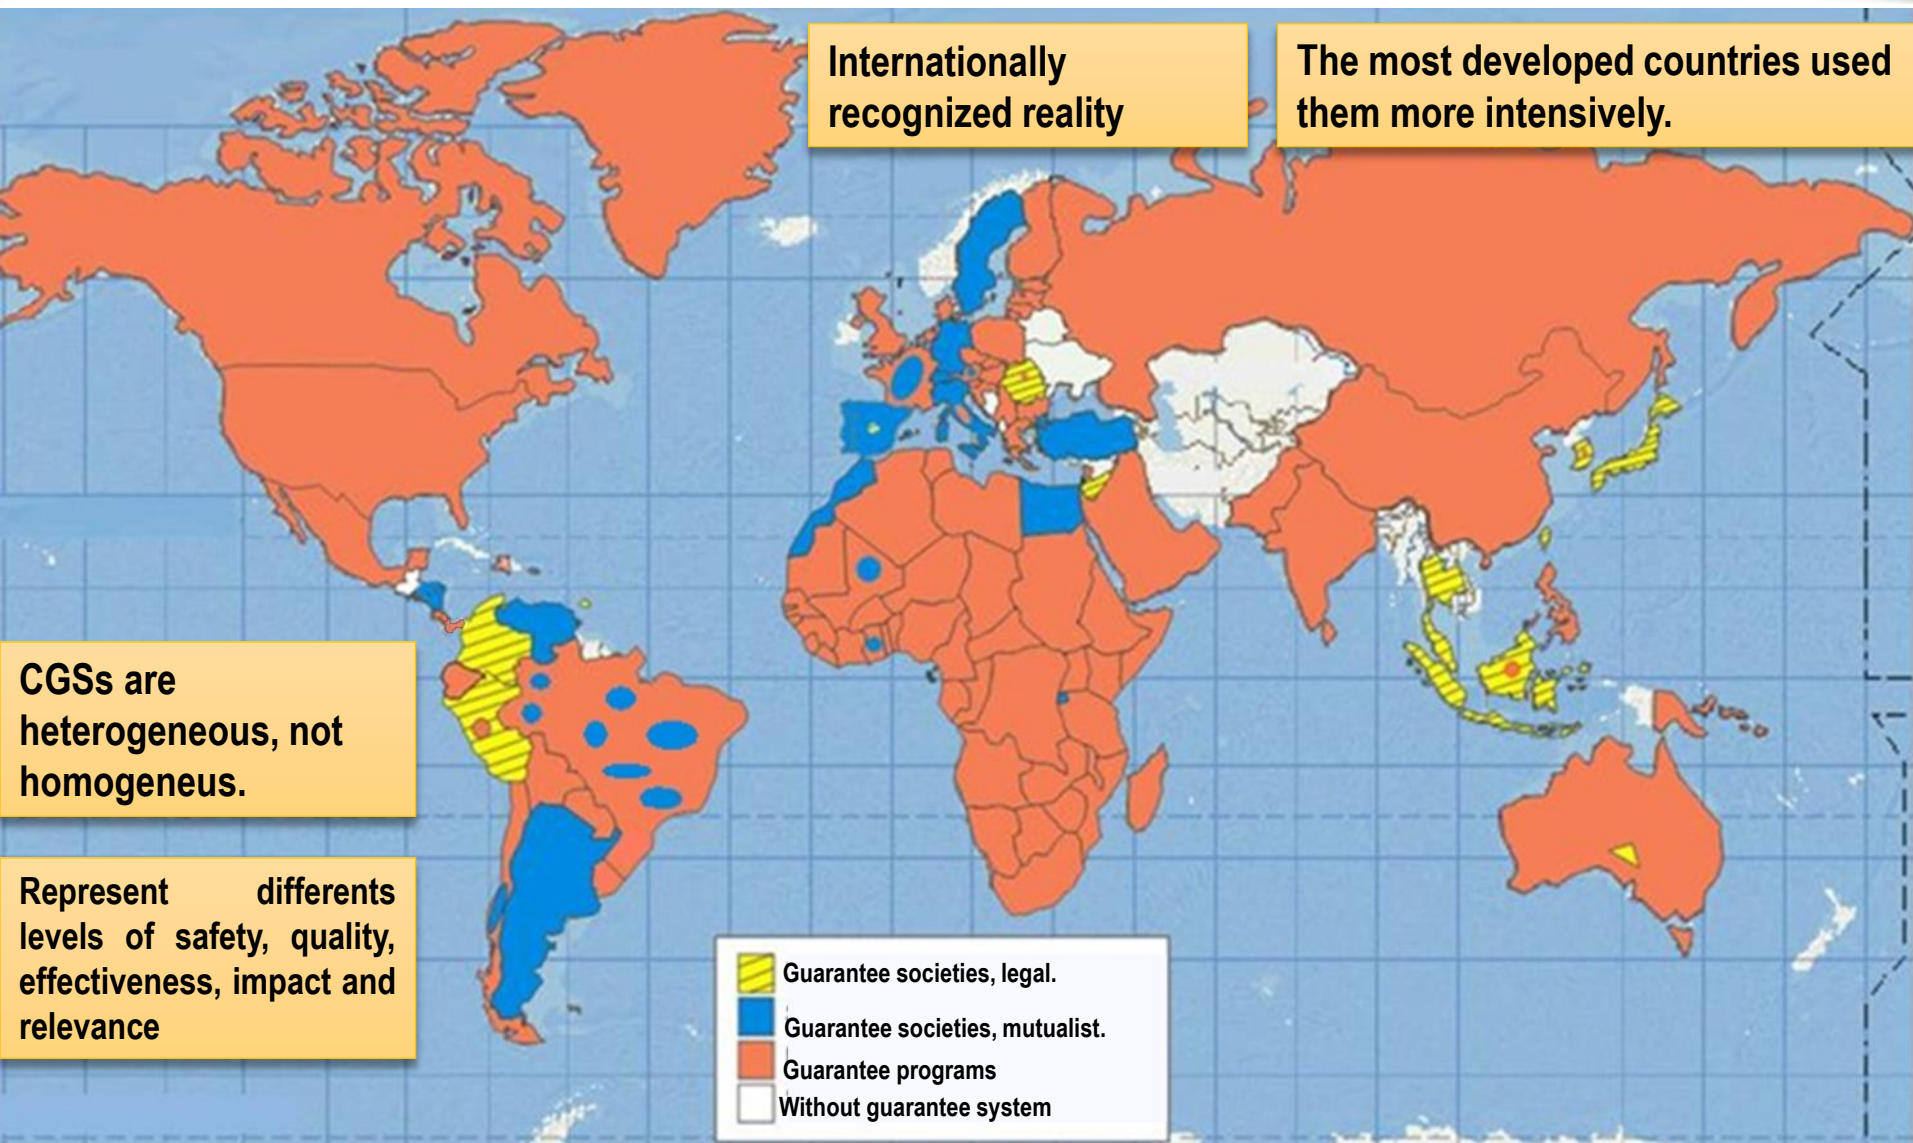 Internationally
recognized reality
The most developed countries used
them more intensively.
CGSs are
heterogeneous, not
homogeneus.
Represent differents
levels of safety, quality,
effectiveness, impact and
relevance
Guarantee societies, legal.
Guarantee societies, mutualist.
Guarantee programs
Without guarantee system